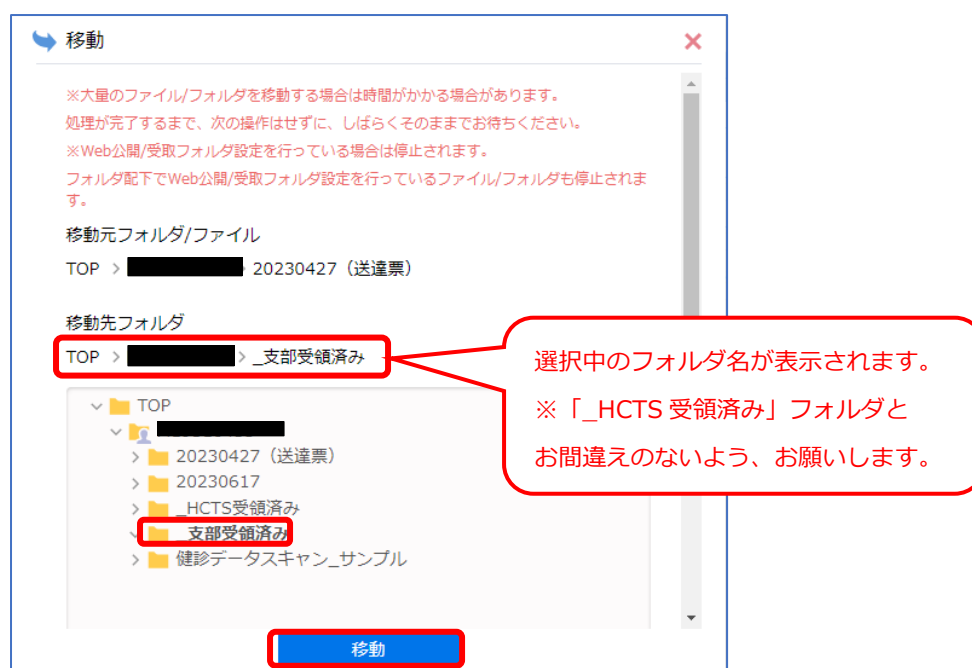 移動
※大量のファイル/フォルダを移動する場合は時間がかかる場合があります。
処理が完了するまで、次の操作はせずに、しばらくそのままでお待ちください。
※Web公開/受取フォルダ設定を行っている場合は停止されます。
フォルダ配下でWeb公開/受取フォルダ設定を行っているファイル/フォルダも停止されま
す。
移動元フォルダ/ファイル
TOP > 20230427（送達票）
移動先フォルダ
TOP > > _支部受領済み
TOP
20230427（送達票）
20230617
_HCTS受領済み
_支部受領済み
健診データスキャン_サンプル
移動
選択中のフォルダ名が表示されます。
※「_HCTS 受領済み」フォルダと
お間違えのないよう、お願いします。